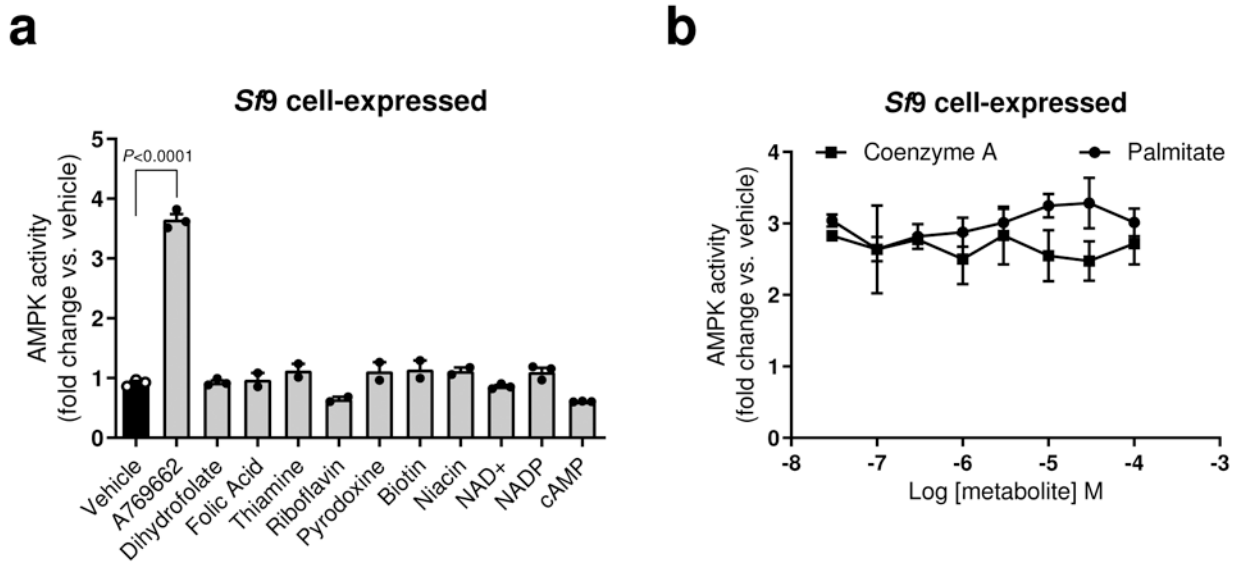 a
Sf9 cell-expressed
AMPK activity
(fold change vs. vehicle)
5
4
3
2
1
0
P<0.0001
Vehicle
A769662
Dihydrofolate
Folic Acid
Thiamine
Riboflavin
Pyrodoxine
Biotin
Niacin
NAD+
NADP
cAMP
b
Sf9 cell-expressed
Coenzyme A
Palmitate
AMPK activity
(fold change vs. vehicle)
4
3
2
1
0
-8 -7 -6 -5 -4 -3
Log [metabolite] M